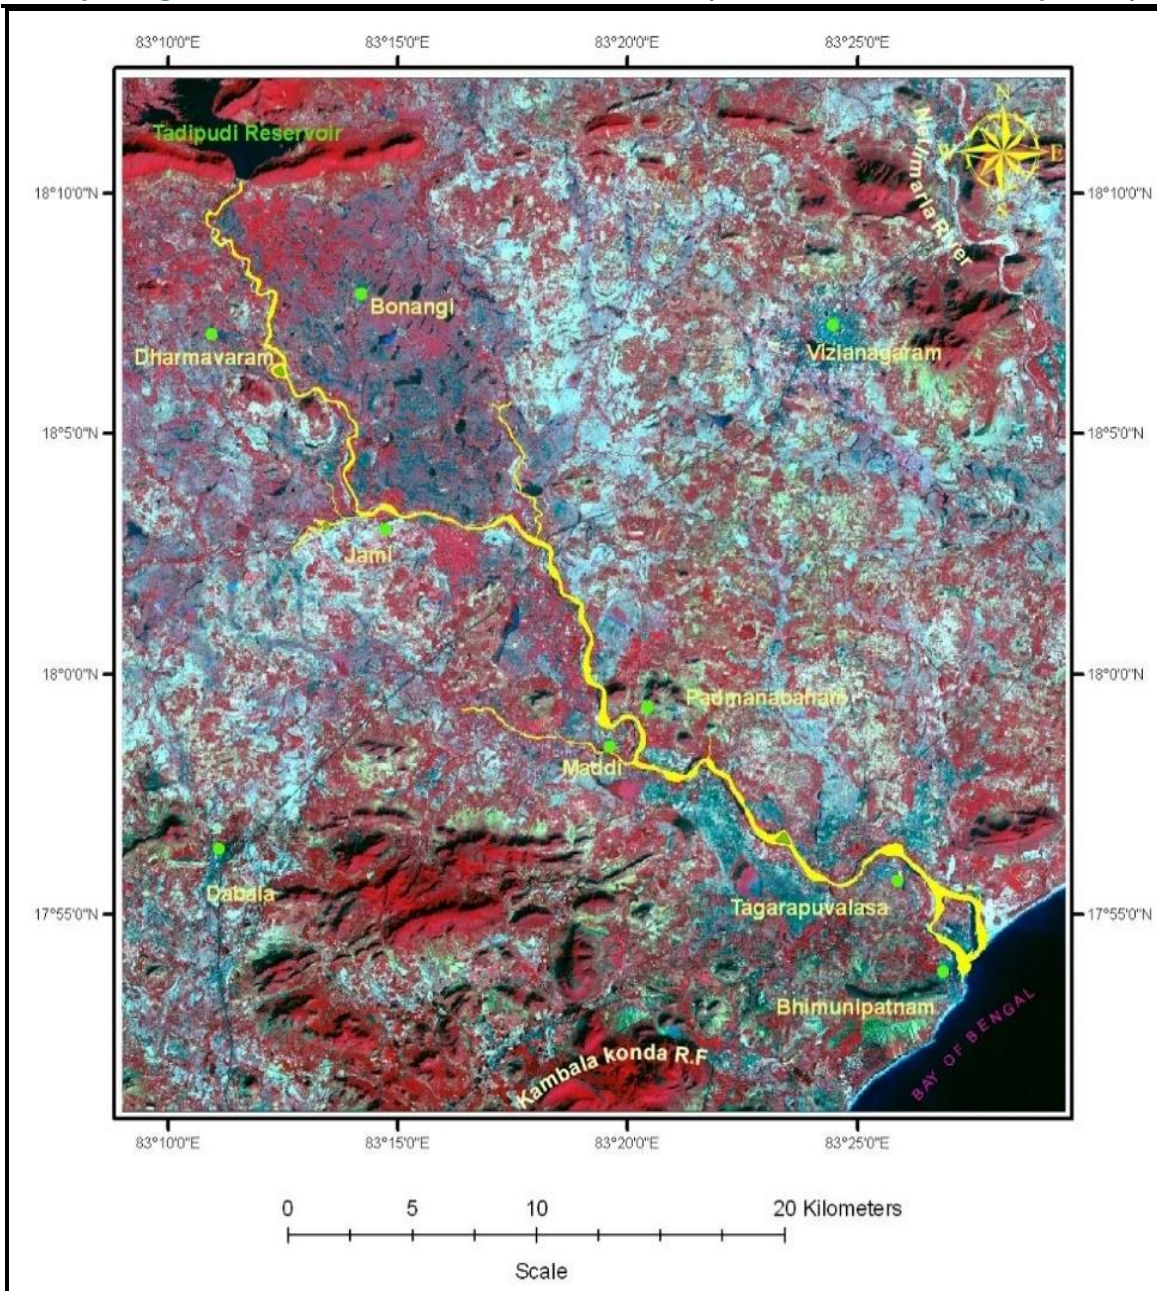 83°10'0"E 83°15'0"E 83°20'0"E 83°25'0"E
N
E
S
Tadipudi Reservoir
Nellimarla River
18°10'0"N 18°10'0"N
Bonangi
Dharmavaram
Vizianagaram
18°5'0"N 18°5'0"N
Jami
18°0'0"N 18°0'0"N
Padmanabaham
Maddi
Dabala
Tagarapuvalasa
17°55'0"N 17°55'0"N
Bhimunipatnam
BAY OF BENGAL
Kambala konda R.F
83°10'0"E 83°15'0"E 83°20'0"E 83°25'0"E
0 5 10 20 Kilometers
Scale